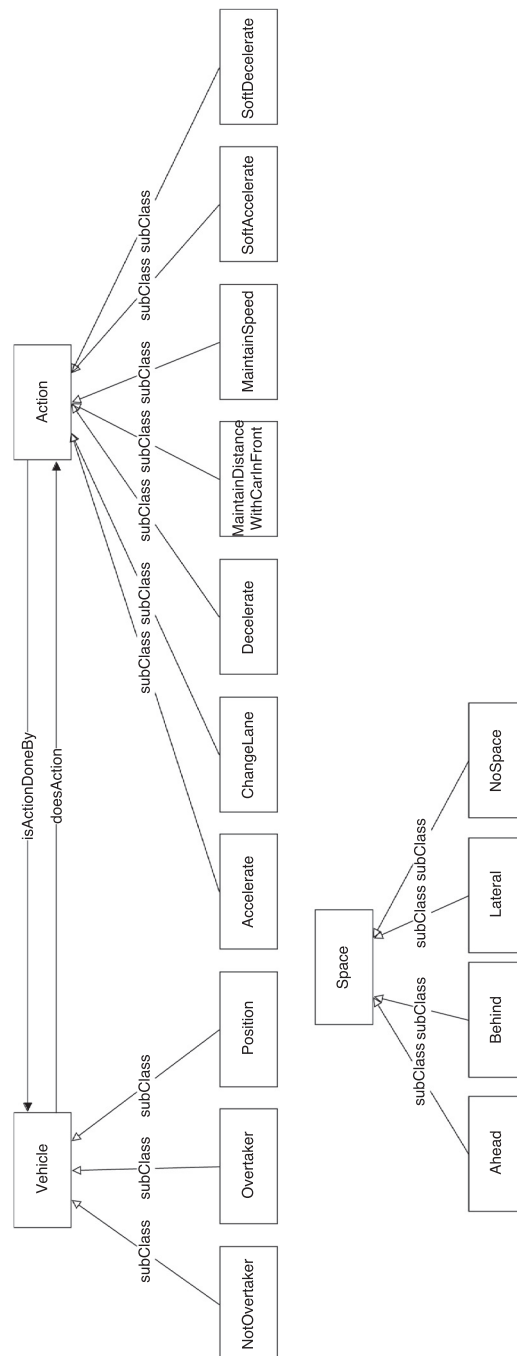 Vehicle
isActionDoneBy
doesAction
Action
subClass
subClass
subClass
subClass
subClass
subClass
subClass
subClass
subClass
subClass
NotOvertaker
Overtaker
Position
Accelerate
ChangeLane
Decelerate
MaintainDistance
WithCarInFront
MaintainSpeed
SoftAccelerate
SoftDecelerate
Space
subClass
subClass
subClass
subClass
Ahead
Behind
Lateral
NoSpace